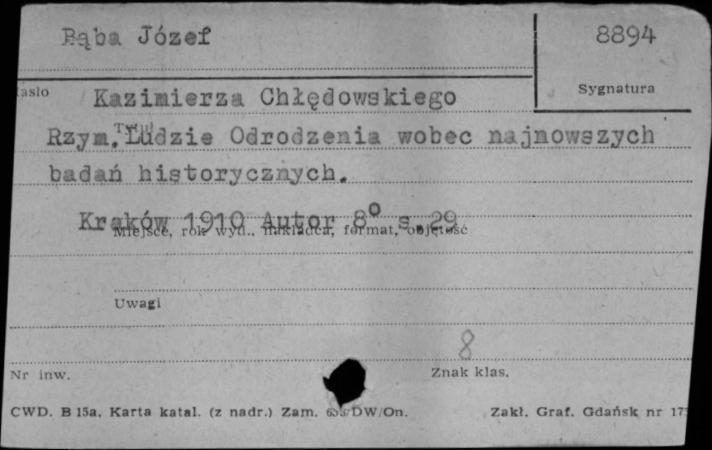 Bąba Józef
8894
Sygnatura
asło
Kazimierza Chłędowskiego
Tytuł
Rzym. Ludzie Odrodzenia wobec najnowszych
badań historycznych.
Kraków 1910 Autor 8° s. 29
Miejsce, rok wyd., nakładca, format, objętość
Uwagi
8
Nr inw.
Znak klas.
CWD. B 15a. Karta katal. (z nadr.) Zam. DW/On.
Zakł. Graf. Gdańsk nr 17